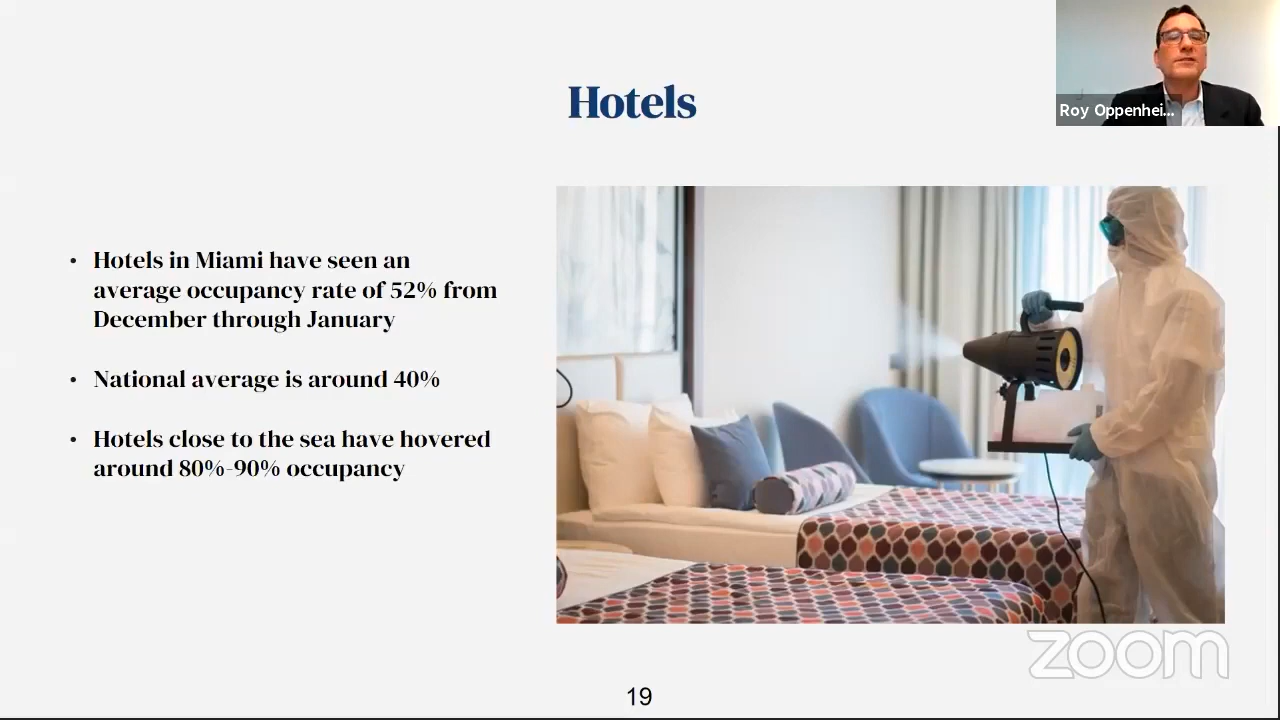 Hotels
Roy Oppenhei...
• Hotels in Miami have seen an
average occupancy rate of 52% from
December through January
• National average is around 40%
• Hotels close to the sea have hovered
around 80%-90% occupancy
zoom
19